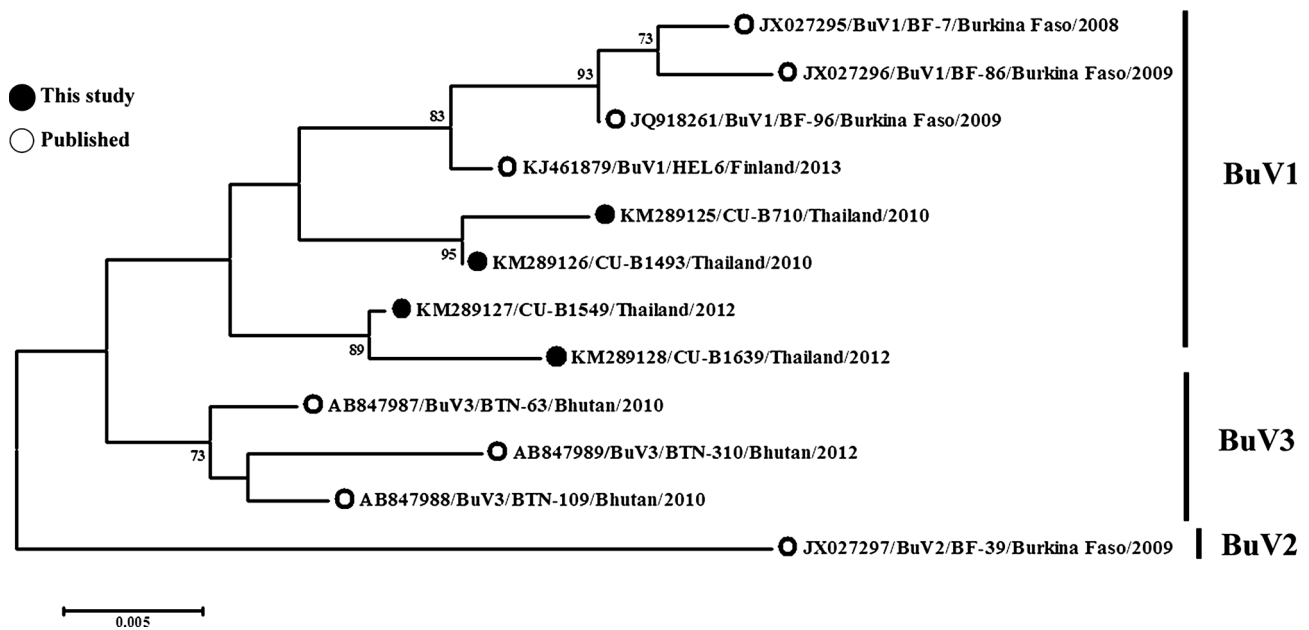 This study
Published
JX027295/BuV1/BF-7/Burkina Faso/2008
JX027296/BuV1/BF-86/Burkina Faso/2009
JQ918261/BuV1/BF-96/Burkina Faso/2009
KJ461879/BuV1/HEL6/Finland/2013
KM289125/CU-B710/Thailand/2010
KM289126/CU-B1493/Thailand/2010
KM289127/CU-B1549/Thailand/2012
KM289128/CU-B1639/Thailand/2012
AB847987/BuV3/BTN-63/Bhutan/2010
AB847989/BuV3/BTN-310/Bhutan/2012
AB847988/BuV3/BTN-109/Bhutan/2010
JX027297/BuV2/BF-39/Burkina Faso/2009
73
93
83
95
89
73
BuV1
BuV3
BuV2
0.005